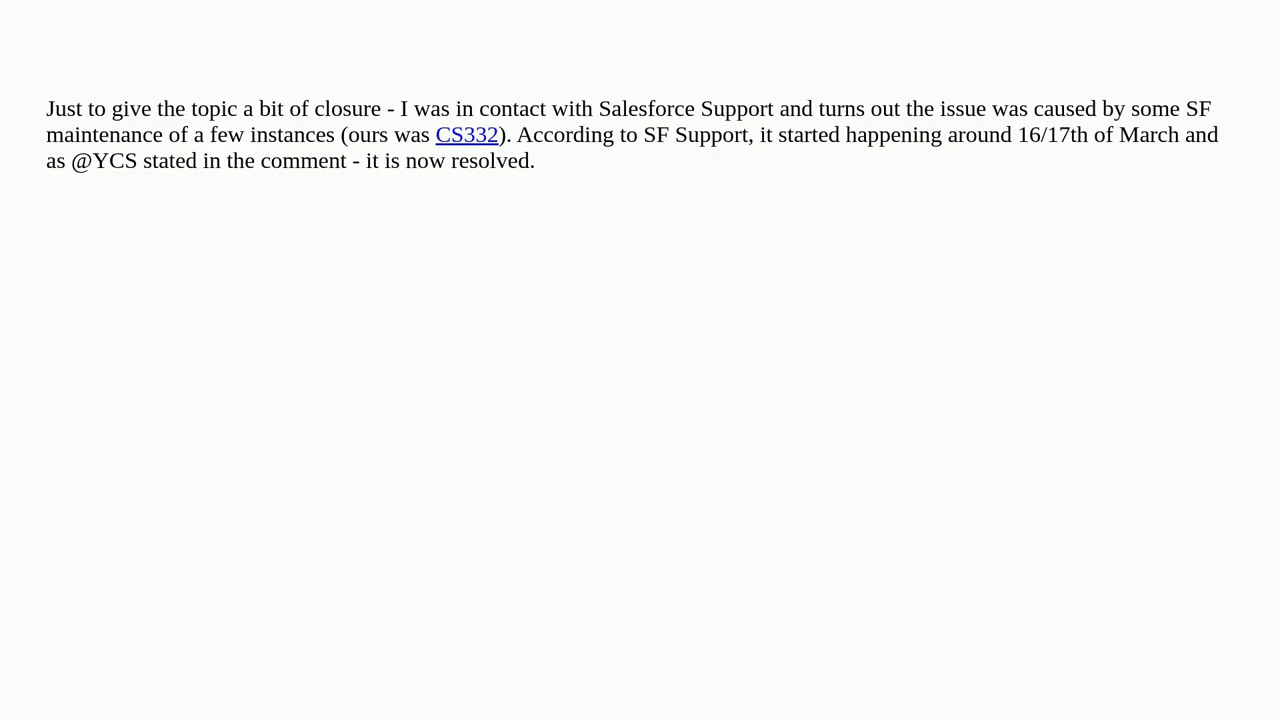 Just to give the topic a bit of closure - I was in contact with Salesforce Support and turns out the issue was caused by some SF
maintenance of a few instances (ours was CS332). According to SF Support, it started happening around 16/17th of March and
as @YCS stated in the comment - it is now resolved.